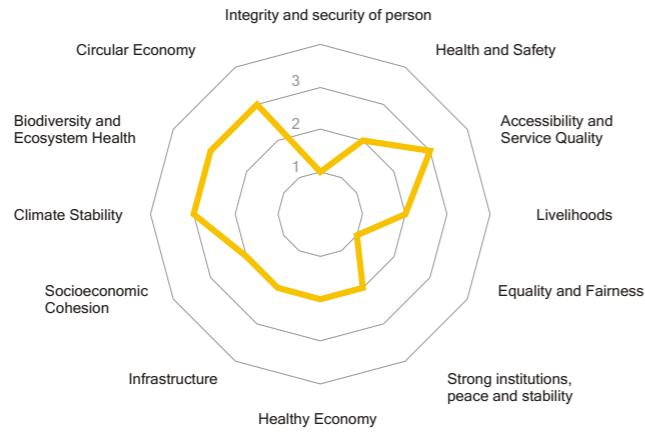 Integrity and security of person
Circular Economy
Health and Safety
3
Biodiversity and
Ecosystem Health
Accessibility and
Service Quality
2
1
Climate Stability
Livelihoods
Socioeconomic
Cohesion
Equality and Fairness
Infrastructure
Strong institutions,
peace and stability
Healthy Economy